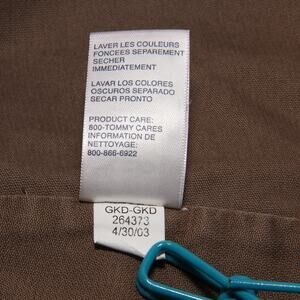 LAVER LES COULEURS
FONCEES SEPAREMENT
SECHER
IMMEDIATEMENT
LAVAR LOS COLORES
OSCUROS SEPARADO
SECAR PRONTO
PRODUCT CARE:
800-TOMMY CARES
INFORMATION DE
NETTOYAGE:
800-866-6922
GKD-GKD
264373
4/30/03